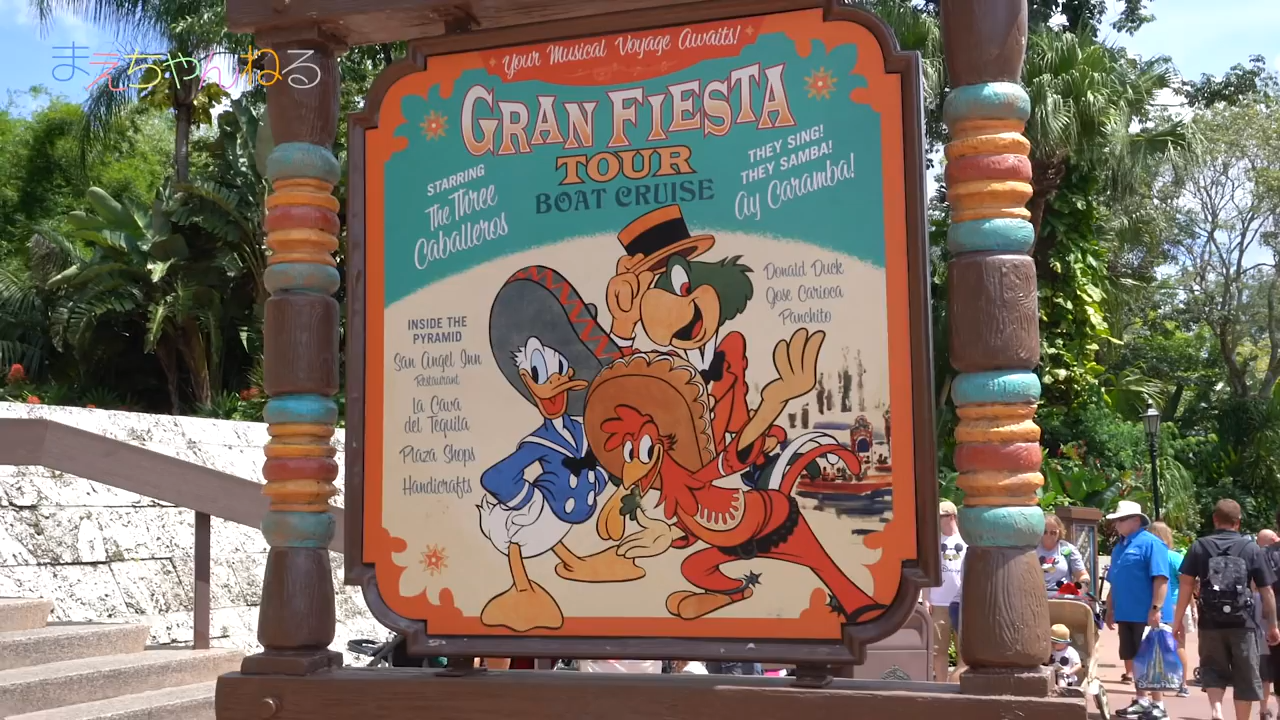 まえちゃんねる
Your Musical Voyage Awaits!
GRAN FIESTA
TOUR
BOAT CRUISE
STARRING
The Three
Caballeros
THEY SING!
THEY SAMBA!
Ay Caramba!
Donald Duck
Jose Carioca
Panchito
INSIDE THE
PYRAMID
San Angel Inn
Restaurant
La Cava
del Tequila
Plaza Shops
Handicrafts